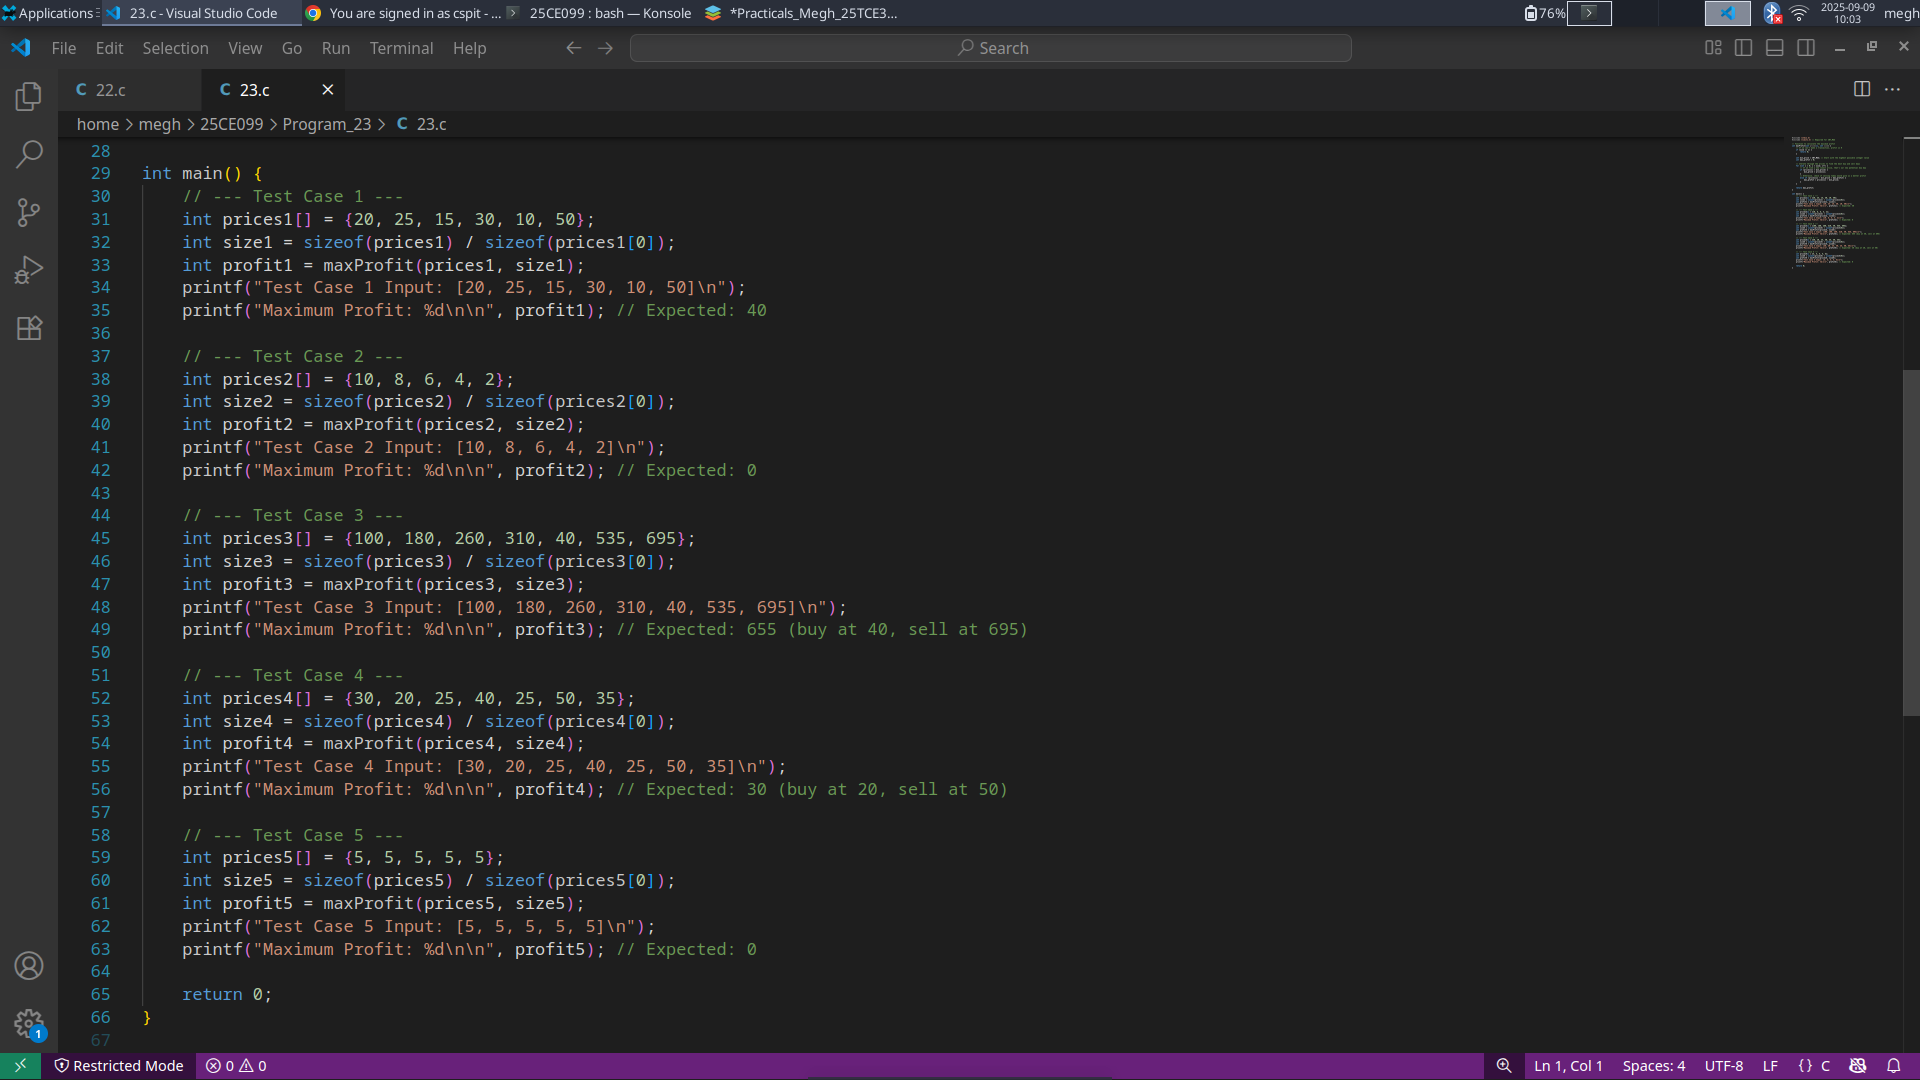 Applications
23.c - Visual Studio Code
You are signed in as cspit - ...
25CE099 : bash — Konsole
*Practicals_Megh_25TCE3...
76%
2025-09-09
10:03
megh
File Edit Selection View Go Run Terminal Help
Search
C 22.c
C 23.c
home > megh > 25CE099 > Program_23 > C 23.c
28
29 int main() {
30     // --- Test Case 1 ---
31     int prices1[] = {20, 25, 15, 30, 10, 50};
32     int size1 = sizeof(prices1) / sizeof(prices1[0]);
33     int profit1 = maxProfit(prices1, size1);
34     printf("Test Case 1 Input: [20, 25, 15, 30, 10, 50]\n");
35     printf("Maximum Profit: %d\n\n", profit1); // Expected: 40
36
37     // --- Test Case 2 ---
38     int prices2[] = {10, 8, 6, 4, 2};
39     int size2 = sizeof(prices2) / sizeof(prices2[0]);
40     int profit2 = maxProfit(prices2, size2);
41     printf("Test Case 2 Input: [10, 8, 6, 4, 2]\n");
42     printf("Maximum Profit: %d\n\n", profit2); // Expected: 0
43
44     // --- Test Case 3 ---
45     int prices3[] = {100, 180, 260, 310, 40, 535, 695};
46     int size3 = sizeof(prices3) / sizeof(prices3[0]);
47     int profit3 = maxProfit(prices3, size3);
48     printf("Test Case 3 Input: [100, 180, 260, 310, 40, 535, 695]\n");
49     printf("Maximum Profit: %d\n\n", profit3); // Expected: 655 (buy at 40, sell at 695)
50
51     // --- Test Case 4 ---
52     int prices4[] = {30, 20, 25, 40, 25, 50, 35};
53     int size4 = sizeof(prices4) / sizeof(prices4[0]);
54     int profit4 = maxProfit(prices4, size4);
55     printf("Test Case 4 Input: [30, 20, 25, 40, 25, 50, 35]\n");
56     printf("Maximum Profit: %d\n\n", profit4); // Expected: 30 (buy at 20, sell at 50)
57
58     // --- Test Case 5 ---
59     int prices5[] = {5, 5, 5, 5, 5};
60     int size5 = sizeof(prices5) / sizeof(prices5[0]);
61     int profit5 = maxProfit(prices5, size5);
62     printf("Test Case 5 Input: [5, 5, 5, 5, 5]\n");
63     printf("Maximum Profit: %d\n\n", profit5); // Expected: 0
64
65     return 0;
66 }
67
1
Restricted Mode 0 0 Ln 1, Col 1 Spaces: 4 UTF-8 LF {} C